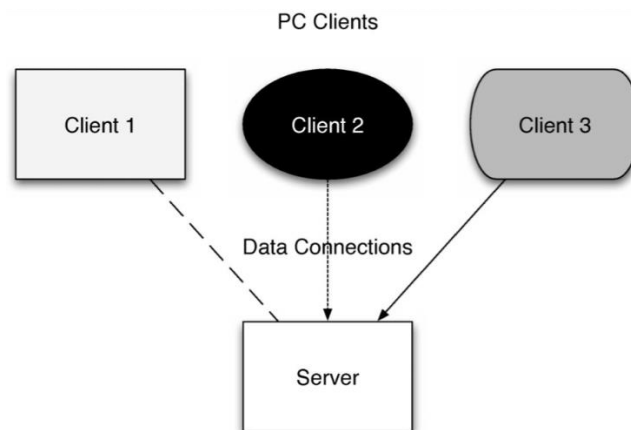 PC Clients
Client 1
Client 2
Client 3
Data Connections
Server